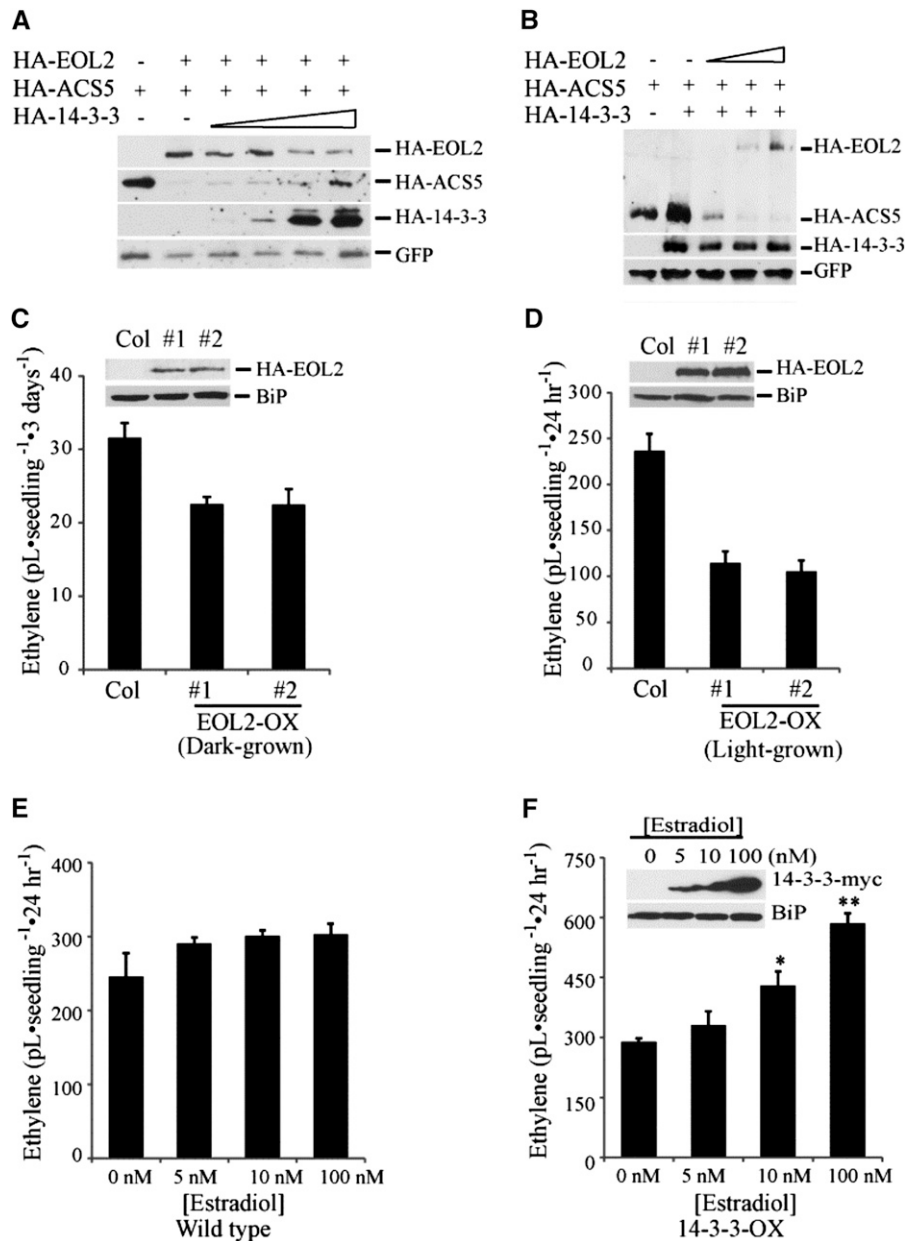 A
HA-EOL2 - + + + + +
HA-ACS5 + + + + + +
HA-14-3-3 - -
HA-EOL2
HA-ACS5
HA-14-3-3
GFP
B
HA-EOL2 - -
HA-ACS5 + + + + +
HA-14-3-3 - + + + +
HA-EOL2
HA-ACS5
HA-14-3-3
GFP
C
Col #1 #2
HA-EOL2
BiP
Ethylene (pL•seedling⁻¹•3 days⁻¹)
40
30
20
10
0
Col #1 #2
EOL2-OX
(Dark-grown)
D
Col #1 #2
HA-EOL2
BiP
Ethylene (pL•seedling⁻¹•24 hr⁻¹)
300
250
200
150
100
50
0
Col #1 #2
EOL2-OX
(Light-grown)
E
Ethylene (pL•seedling⁻¹•24 hr⁻¹)
400
300
200
100
0
0 nM 5 nM 10 nM 100 nM
[Estradiol]
Wild type
F
[Estradiol]
0 5 10 100 (nM)
14-3-3-myc
BiP
Ethylene (pL•seedling⁻¹•24 hr⁻¹)
750
600
450
300
150
0
*
**
0 nM 5 nM 10 nM 100 nM
[Estradiol]
14-3-3-OX